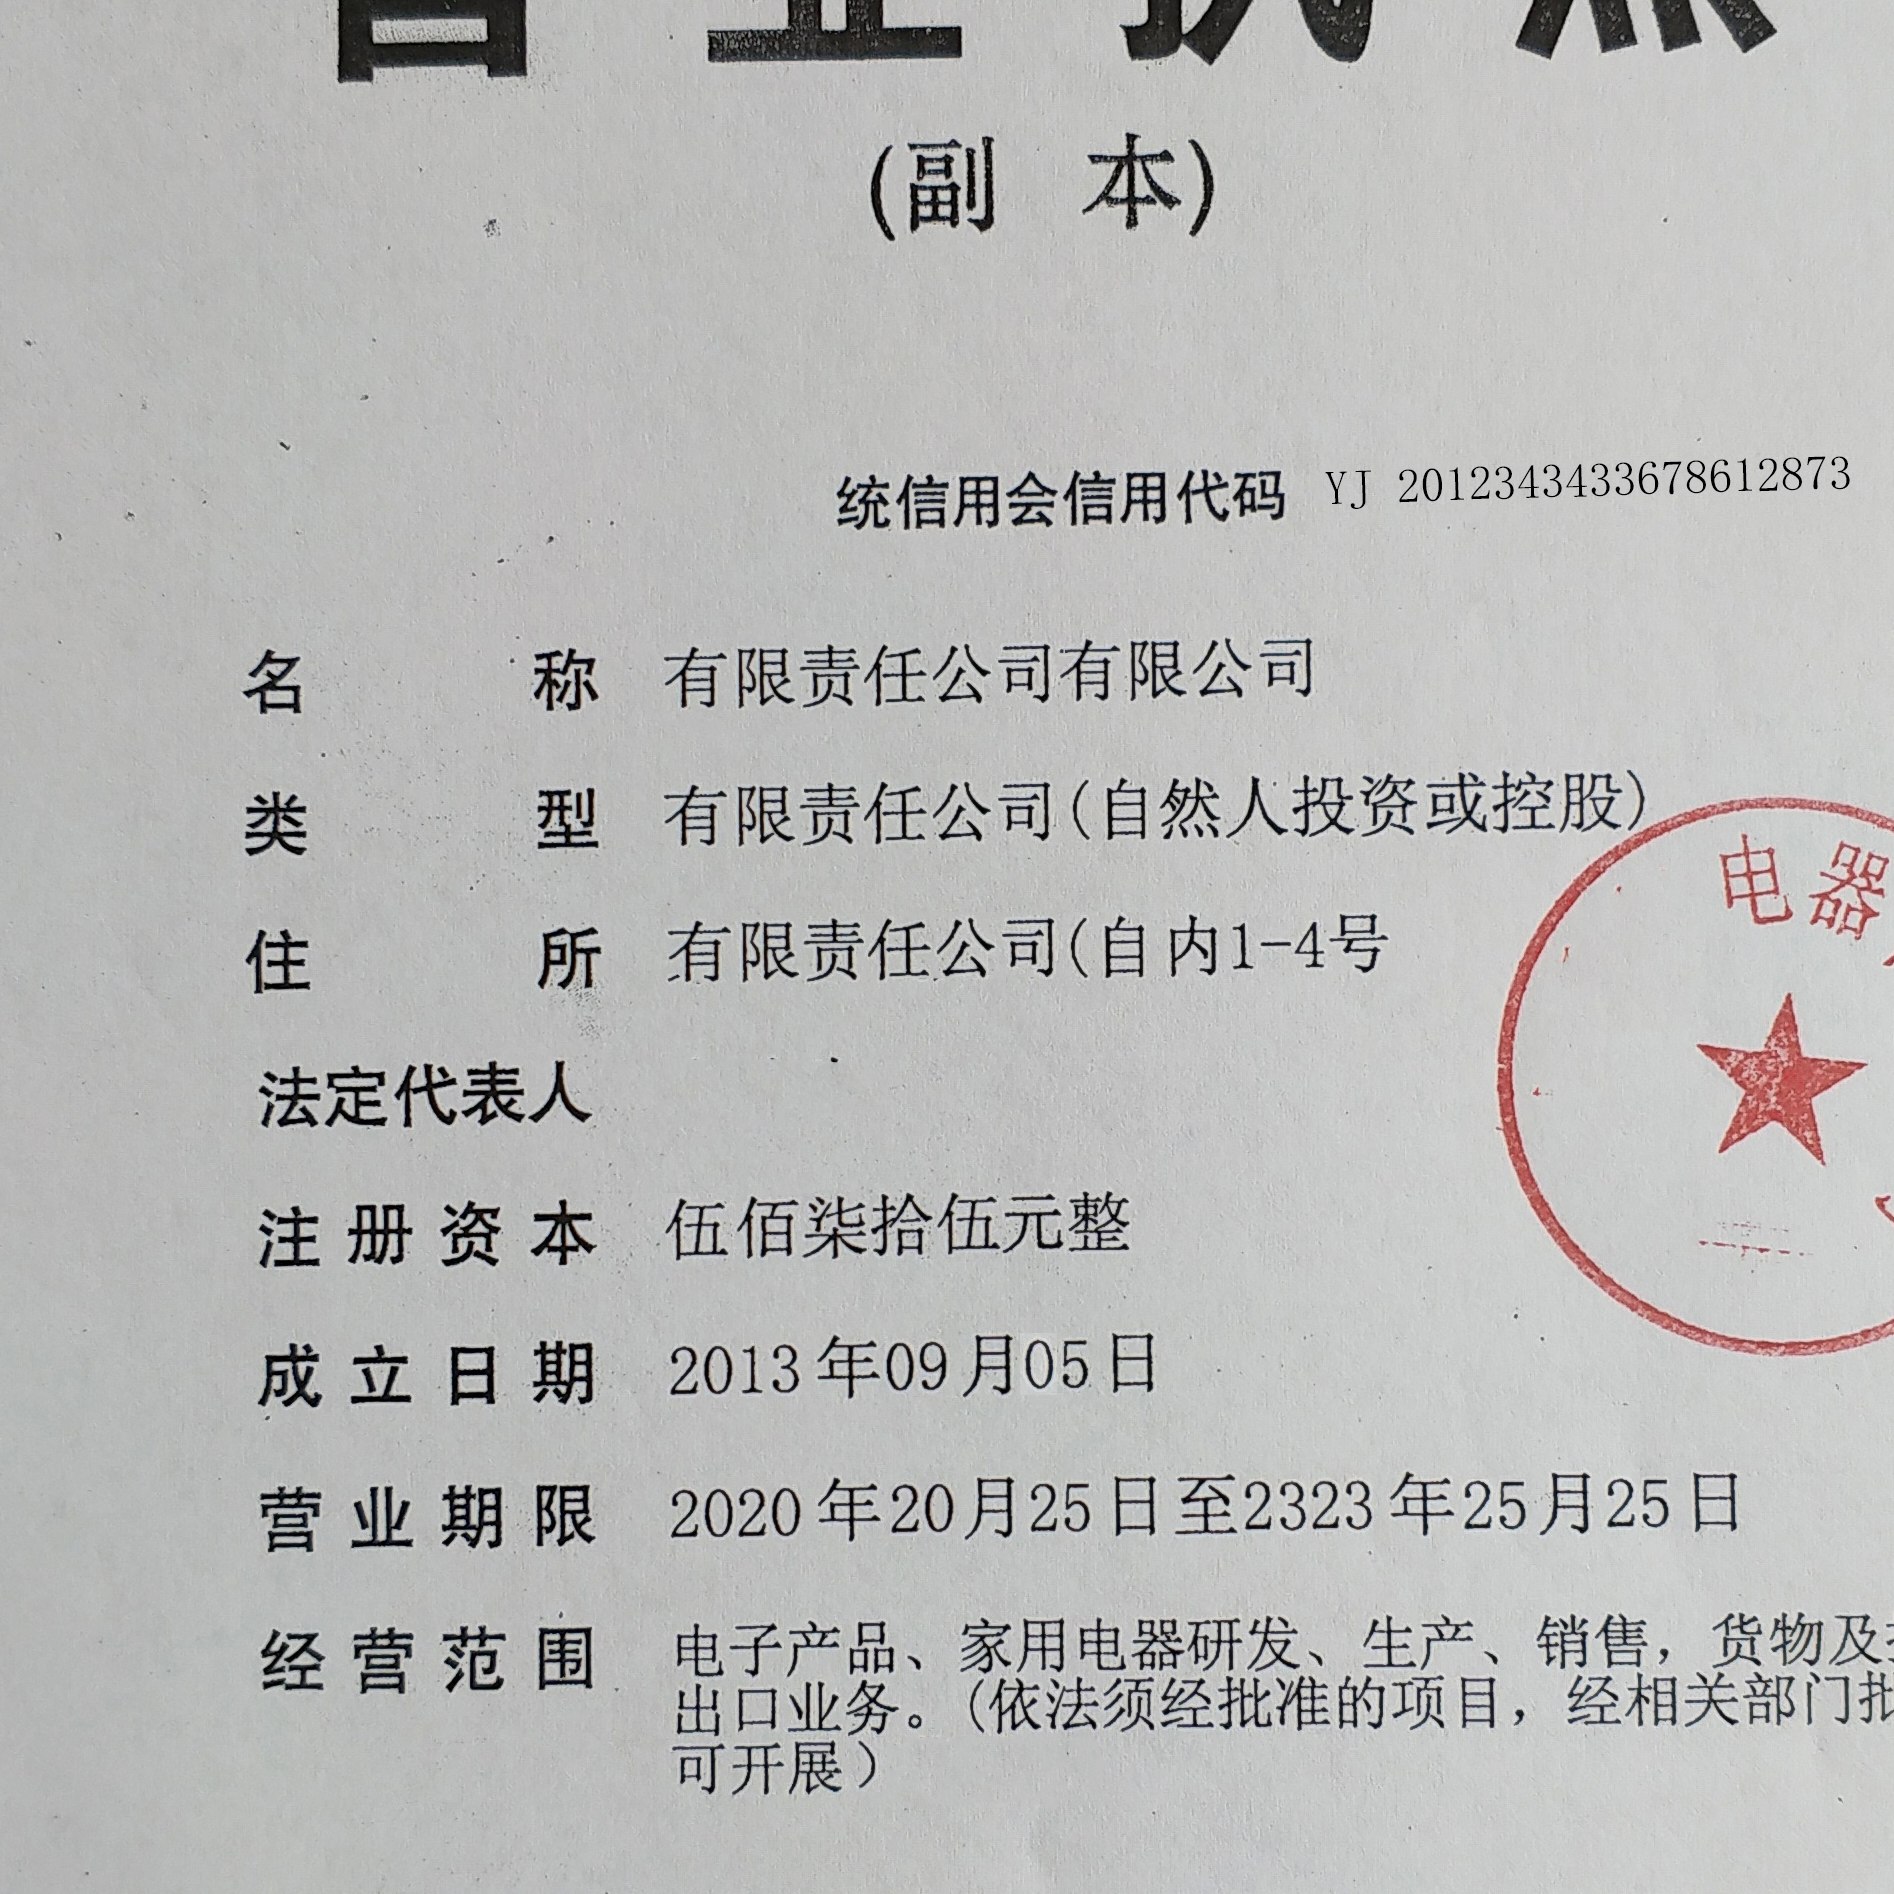 营业执照
(副 本)
统信用会信用代码 YJ 2012343433678612873
名称 有限责任公司有限公司
类型 有限责任公司(自然人投资或控股)
住所 有限责任公司(自内1-4号
法定代表人
注册资本 伍佰柒拾伍元整
成立日期 2013年09月05日
营业期限 2020年20月25日至2323年25月25日
经营范围 电子产品、家用电器研发、生产、销售，货物及
出口业务。(依法须经批准的项目，经相关部门批
可开展）
电器